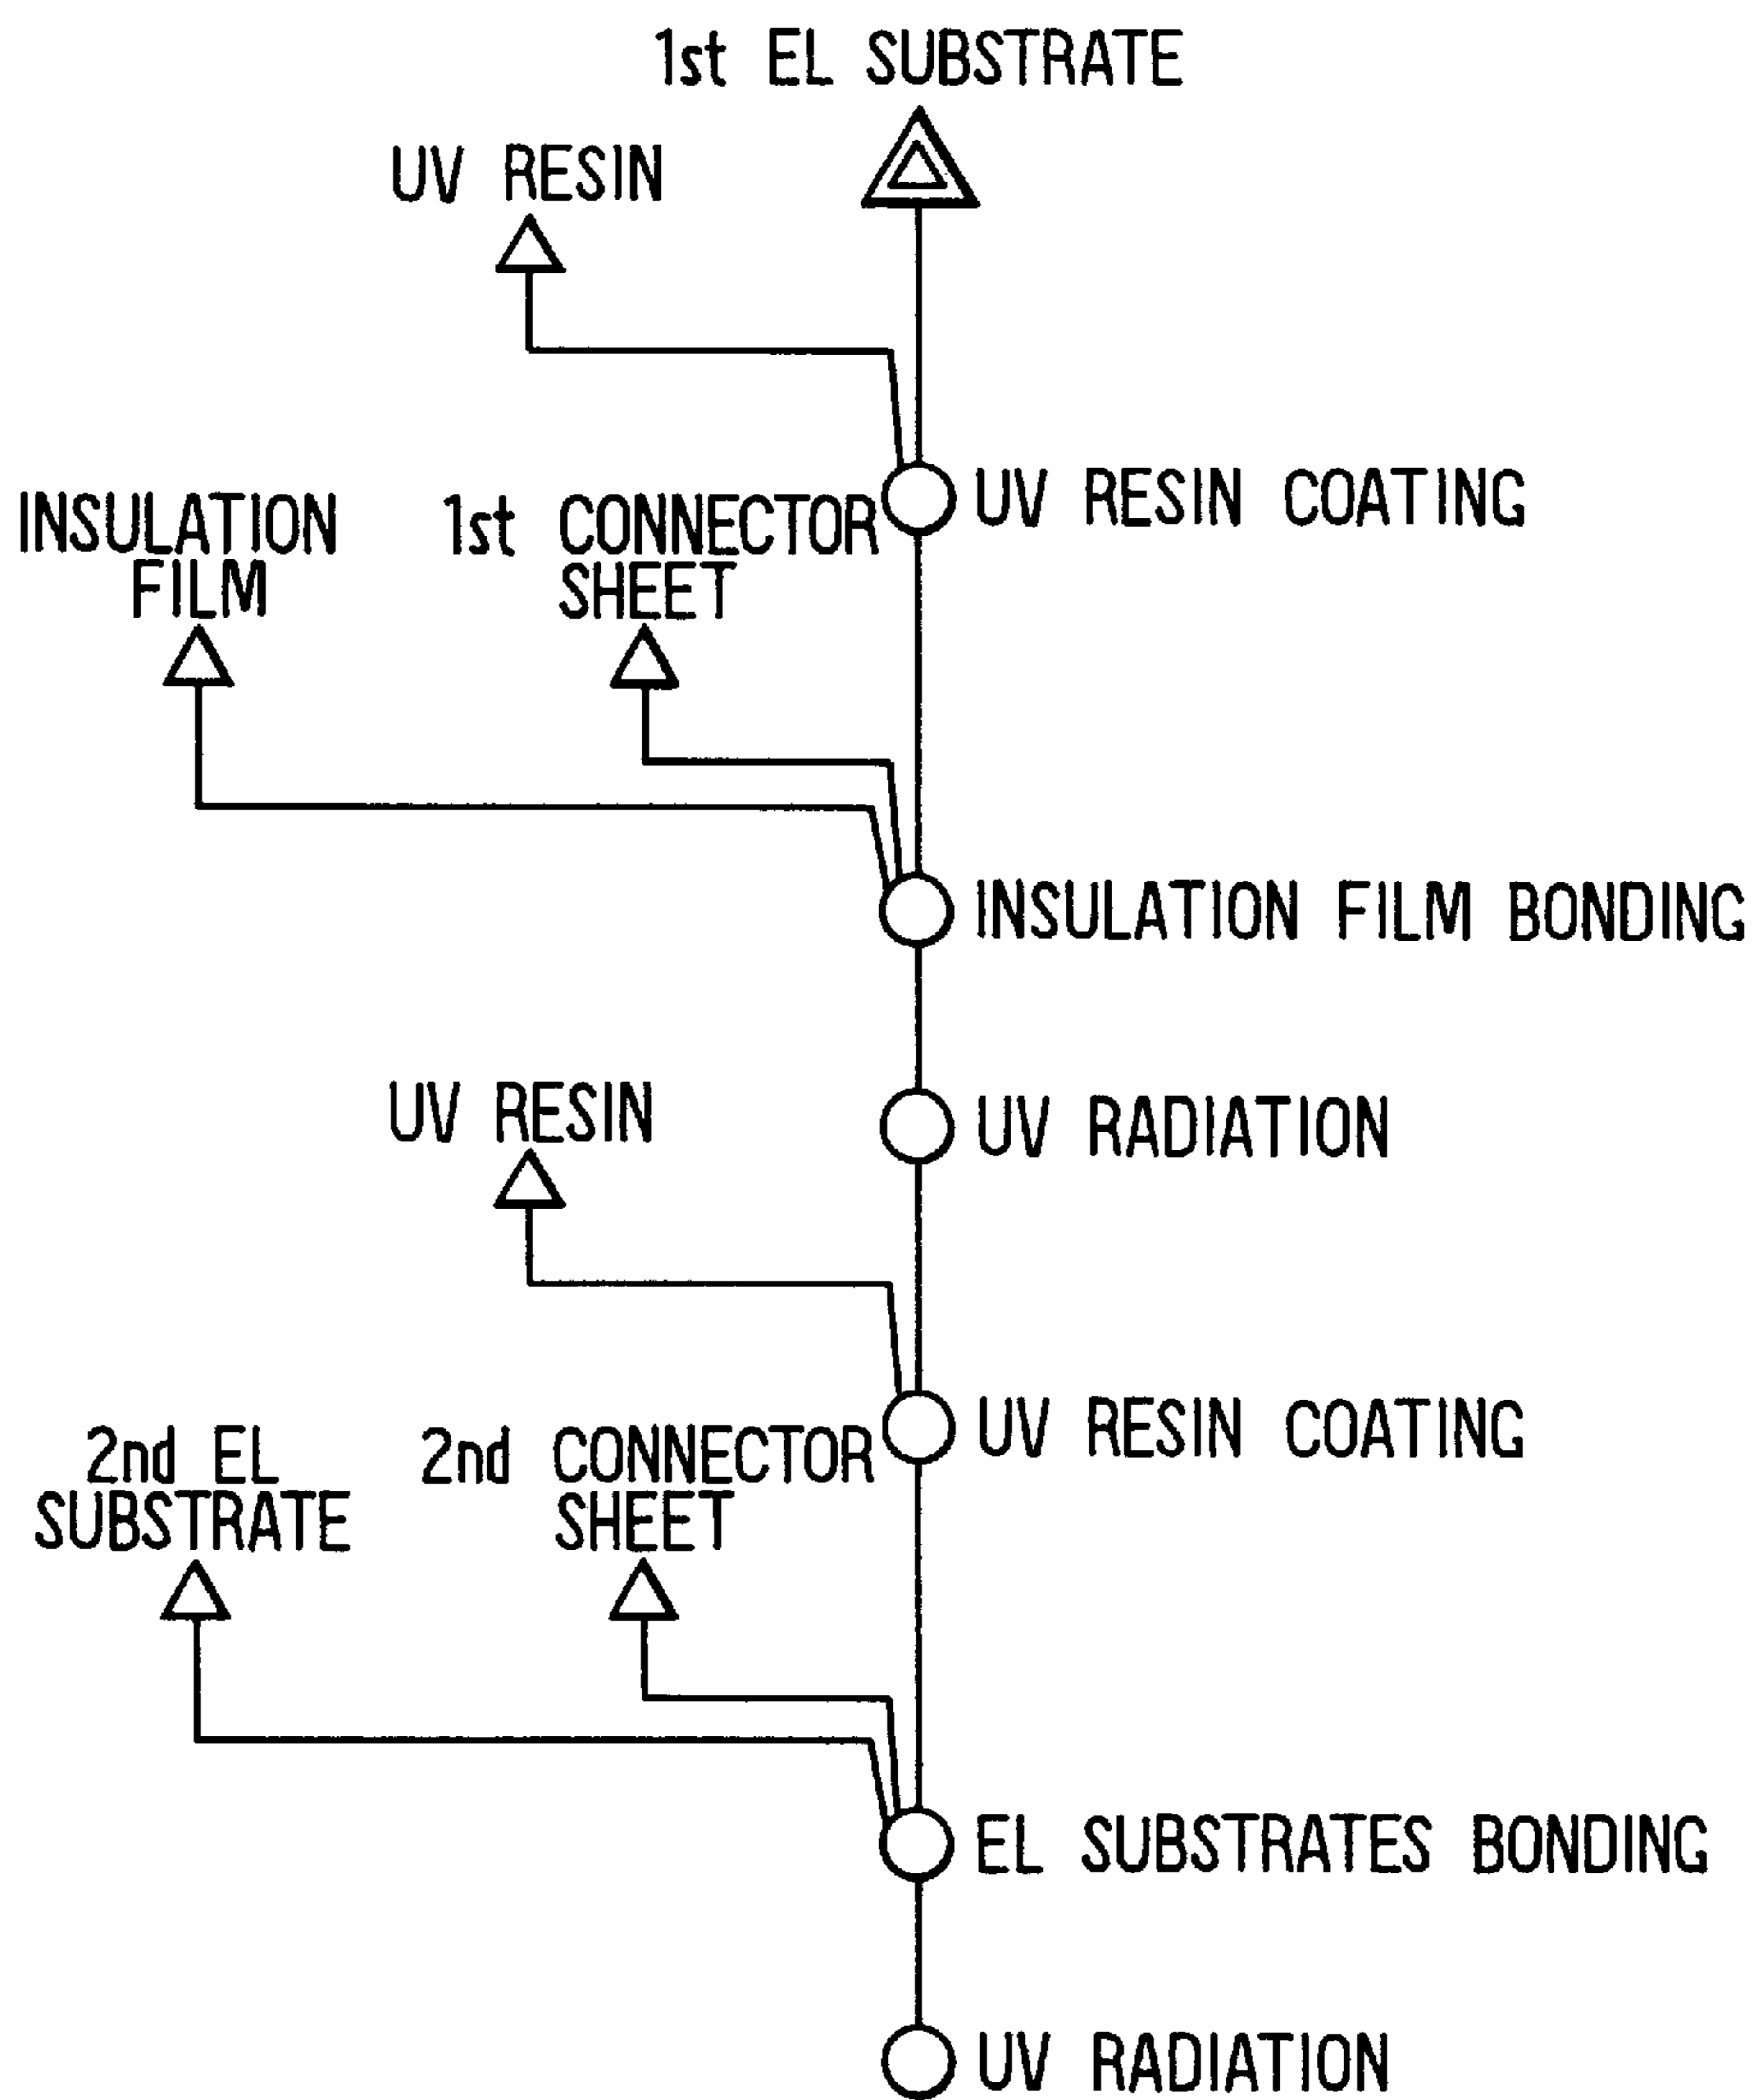 1st EL SUBSTRATE
UV RESIN
UV RESIN COATING
INSULATION
FILM
1st CONNECTOR
SHEET
INSULATION FILM BONDING
UV RADIATION
UV RESIN
UV RESIN COATING
2nd EL
SUBSTRATE
2nd CONNECTOR
SHEET
EL SUBSTRATES BONDING
UV RADIATION